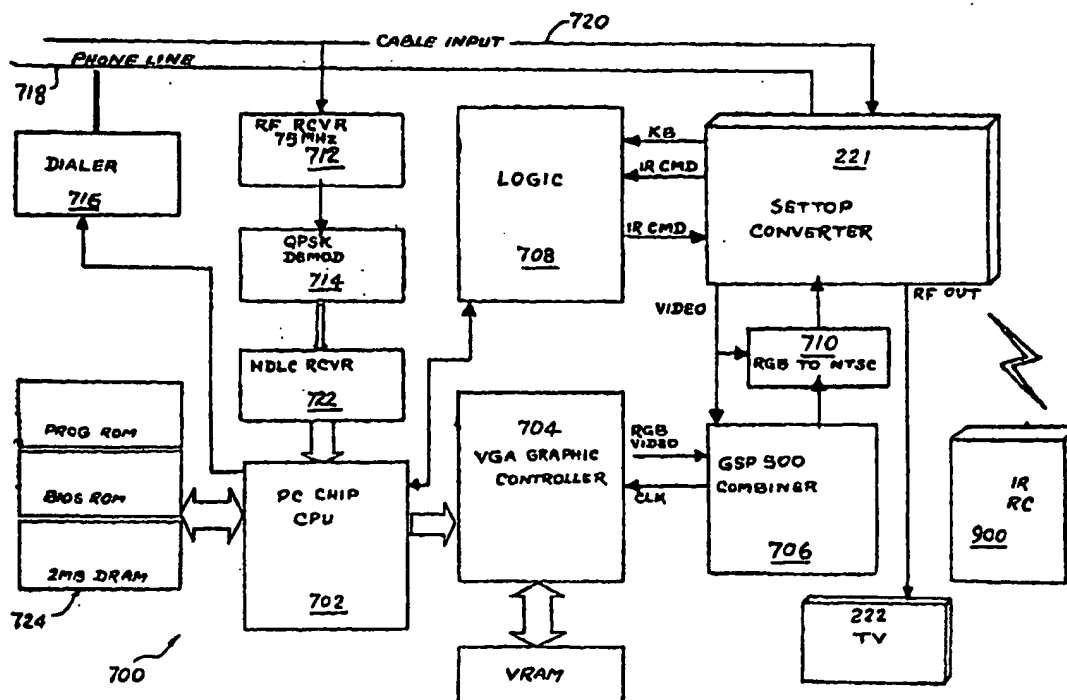 720
CABLE INPUT
PHONE LINE
718
RF RCVR
75 MHz
712
DIALER
716
QPSK
DEMOD
714
HDLC RCVR
722
LOGIC
708
KB
IR CMD
IR CMD
221
SETTOP
CONVERTER
VIDEO
RF OUT
710
RGB TO NTSC
PROG ROM
BIOS ROM
2MB DRAM
724
PC CHIP
CPU
702
704
VGA GRAPHIC
CONTROLLER
RGB
VIDEO
CLK
GSP 500
COMBINER
706
IR
RC
900
222
TV
700
VRAM